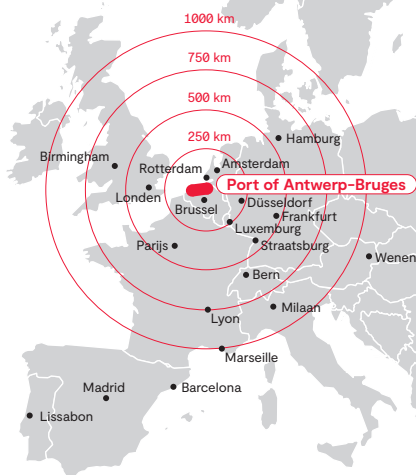 1000 km
750 km
500 km
250 km
Hamburg
Birmingham
Rotterdam
Amsterdam
Port of Antwerp-Bruges
Londen
Brussel
Düsseldorf
Frankfurt
Luxemburg
Parijs
Straatsburg
Wenen
Bern
Milaan
Lyon
Marseille
Madrid
Barcelona
Lissabon